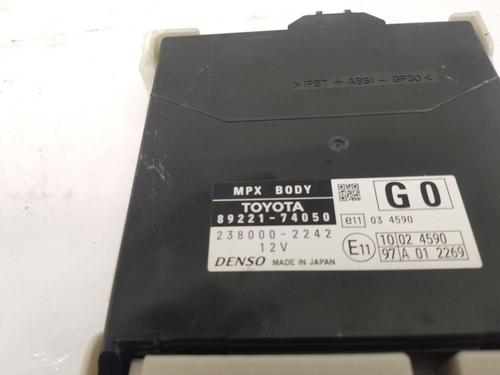 >(PBT + ABS)-GF30<
MPX BODY
TOYOTA
89221-74050
238000-2242
12V
DENSO MADE IN JAPAN
G0
e11 03 4590
E11 10 02 4590
97 A 01 2269